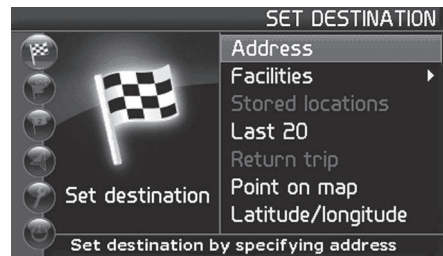 SET DESTINATION
Address
Facilities
Stored locations
Last 20
Return trip
Point on map
Latitude/longitude
Set destination
Set destination by specifying address